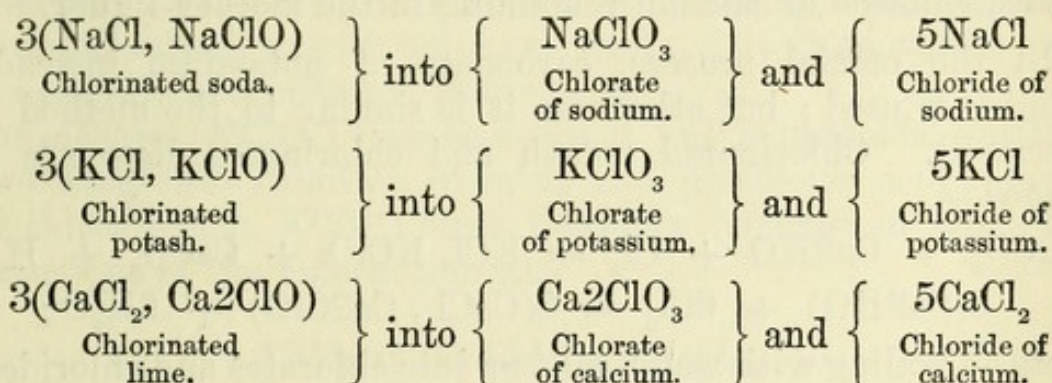 3(NaCl, NaClO) } into { NaClO₃ } and { 5NaCl
Chlorinated soda. Chlorate Chloride of
of sodium. sodium.
3(KCl, KClO) } into { KClO₃ } and { 5KCl
Chlorinated Chlorate Chloride of
potash. of potassium. potassium.
3(CaCl₂, Ca2ClO) } into { Ca2ClO₃ } and { 5CaCl₂
Chlorinated Chlorate Chloride of
lime. of calcium. calcium.